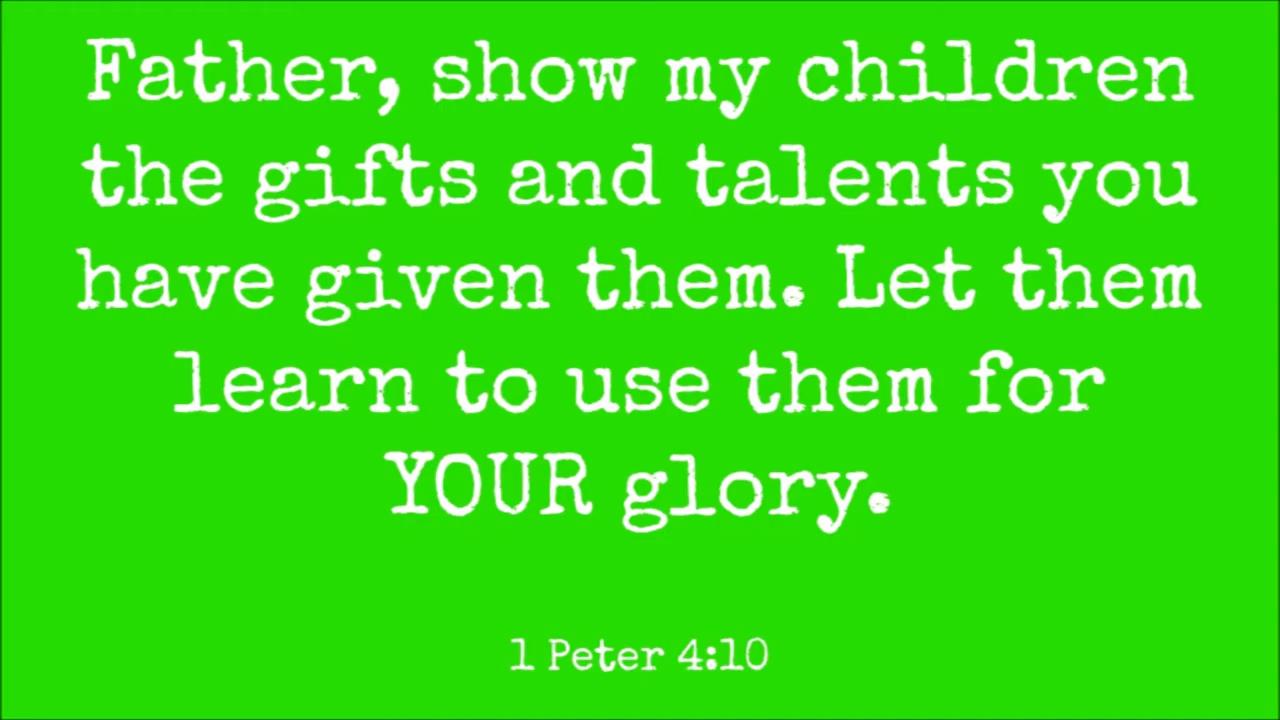 Father, show my children
the gifts and talents you
have given them. Let them
learn to use them for
YOUR glory.
1 Peter 4:10